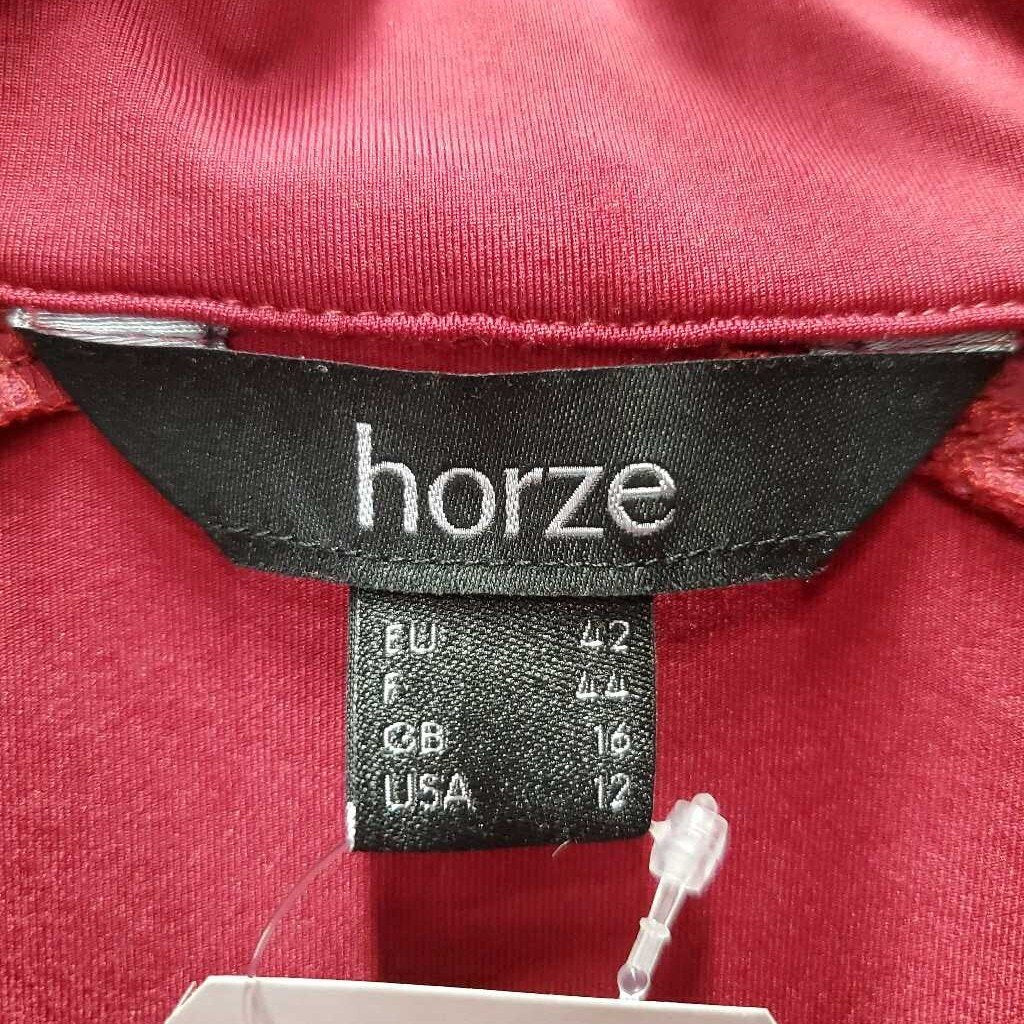 horze
EU 42
F 44
GB 16
USA 12